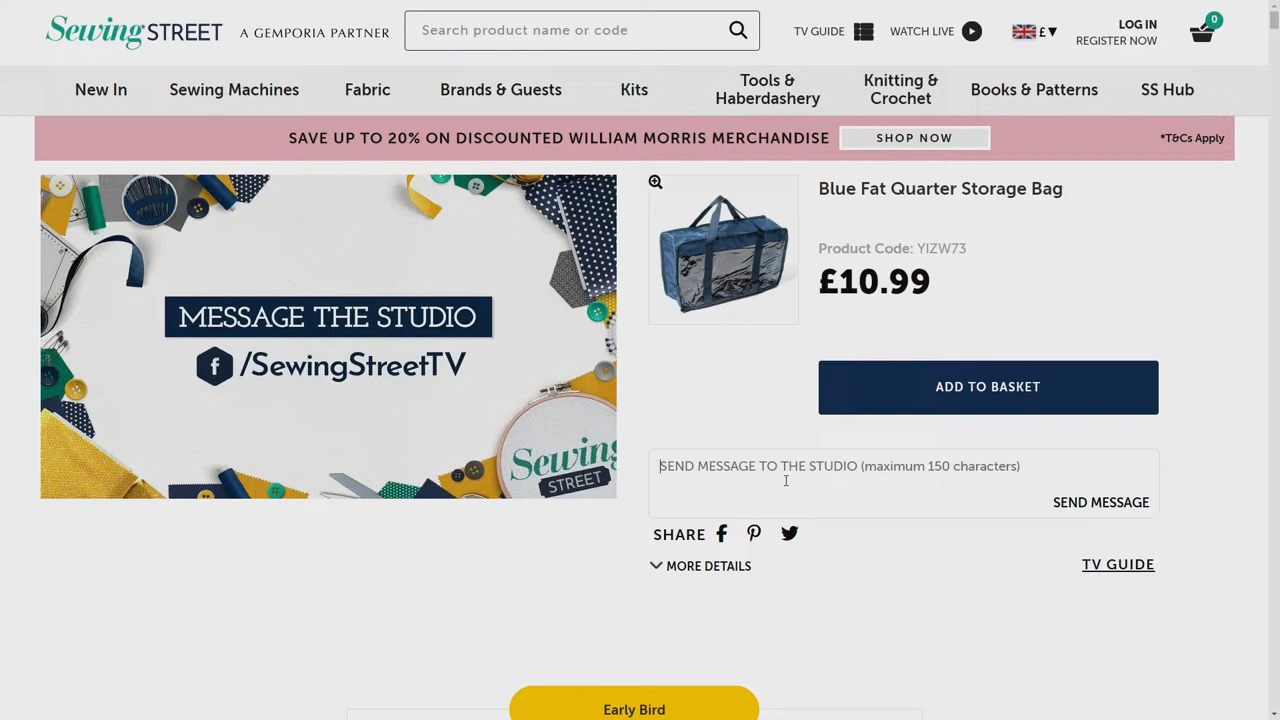 Sewing STREET
A GEMPORIA PARTNER
Search product name or code
TV GUIDE
WATCH LIVE
£▼
LOG IN
REGISTER NOW
0
New In
Sewing Machines
Fabric
Brands & Guests
Kits
Tools &
Haberdashery
Knitting &
Crochet
Books & Patterns
SS Hub
SAVE UP TO 20% ON DISCOUNTED WILLIAM MORRIS MERCHANDISE
SHOP NOW
*T&Cs Apply
MESSAGE THE STUDIO
f /SewingStreetTV
Sewing
STREET
Blue Fat Quarter Storage Bag
Product Code: YIZW73
£10.99
ADD TO BASKET
SEND MESSAGE TO THE STUDIO (maximum 150 characters)
SEND MESSAGE
SHARE
MORE DETAILS
TV GUIDE
Early Bird